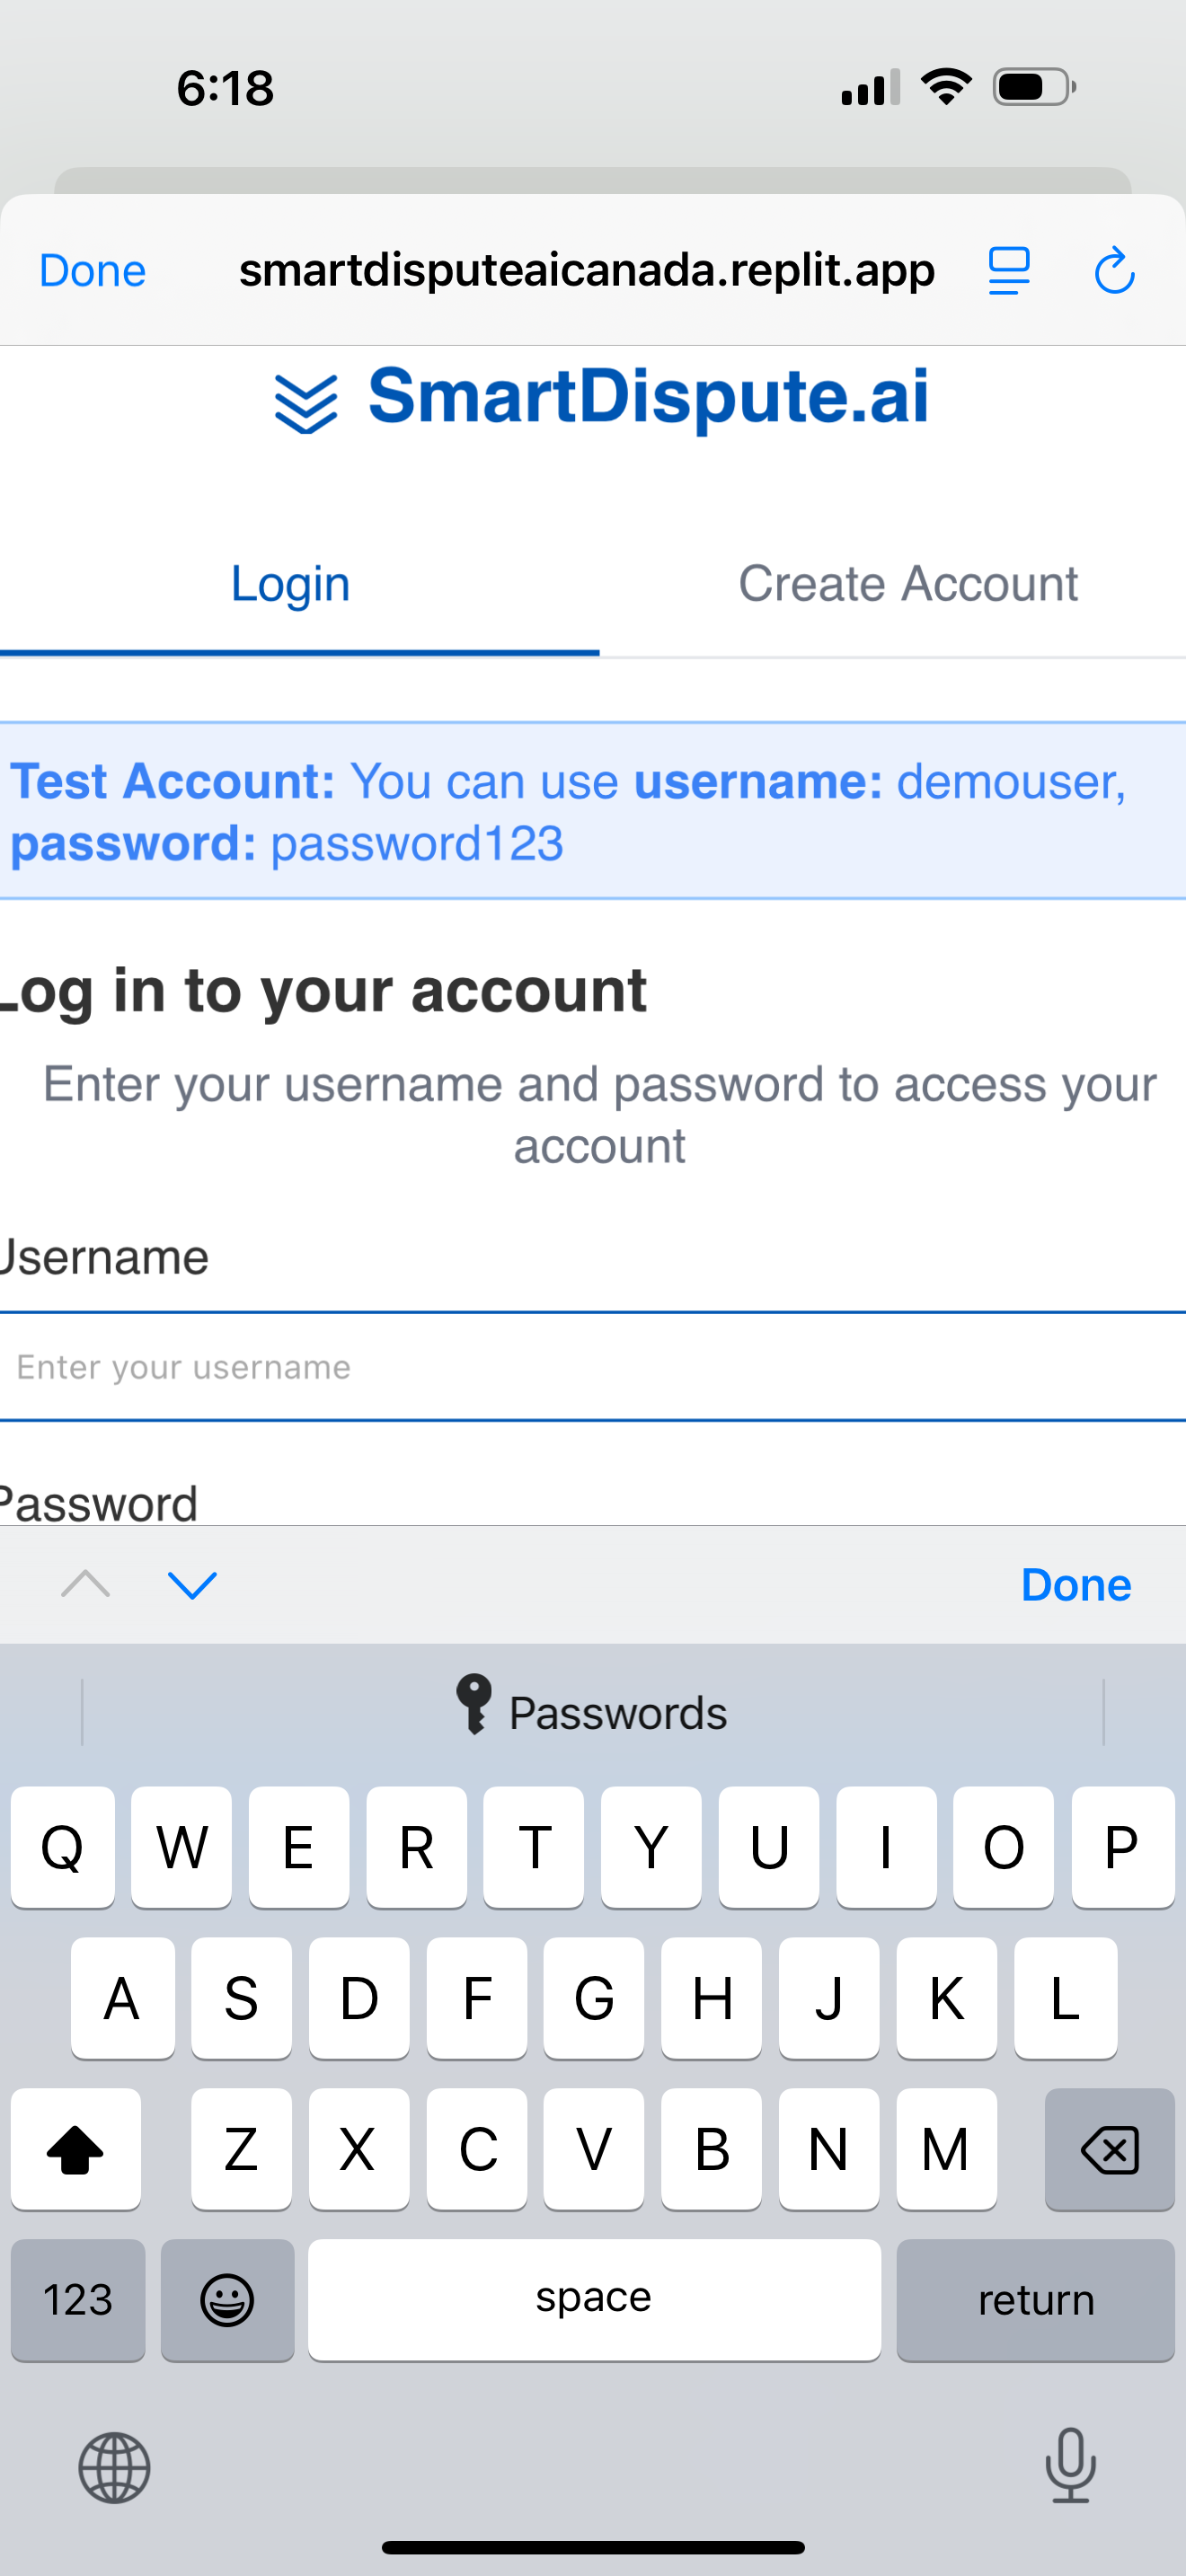 6:18
Done smartdisputeaicanada.replit.app
SmartDispute.ai
Login Create Account
Test Account: You can use username: demouser,
password: password123
Log in to your account
Enter your username and password to access your
account
Username
Enter your username
Password
Done
Passwords
Q W E R T Y U I O P
A S D F G H J K L
Z X C V B N M
123 space return